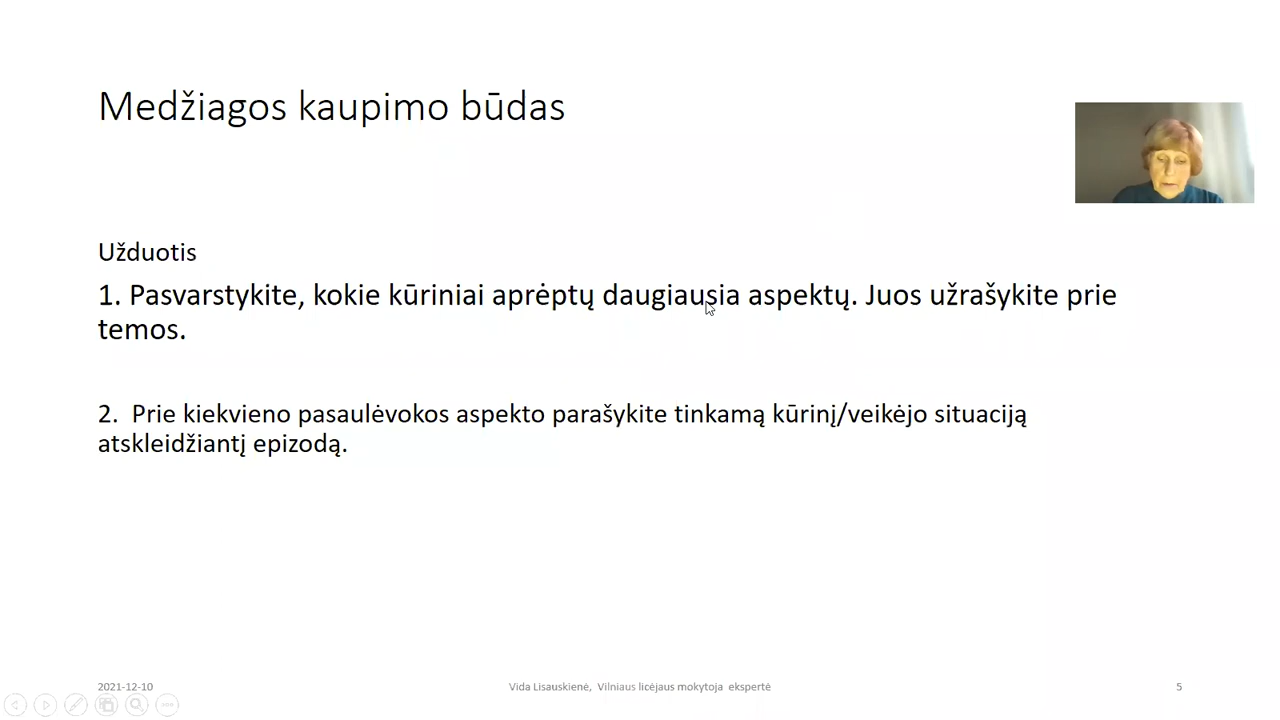 Medžiagos kaupimo būdas
Užduotis
1. Pasvarstykite, kokie kūriniai aprėptų daugiausia aspektų. Juos užrašykite prie
temos.
2.  Prie kiekvieno pasaulėvokos aspekto parašykite tinkamą kūrinį/veikėjo situaciją
atskleidžiantį epizodą.
2021-12-10
Vida Lisauskienė,  Vilniaus licėjaus mokytoja  ekspertė
5